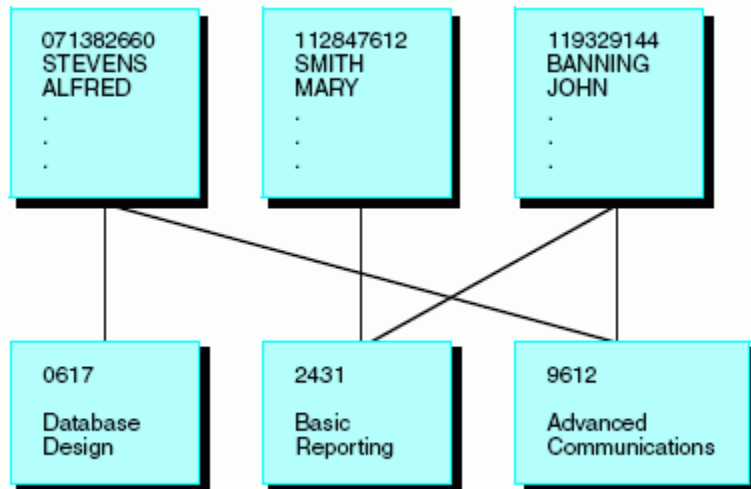 071382660
STEVENS
ALFRED
.
.
.
112847612
SMITH
MARY
.
.
.
119329144
BANNING
JOHN
.
.
.
0617
Database
Design
2431
Basic
Reporting
9612
Advanced
Communications